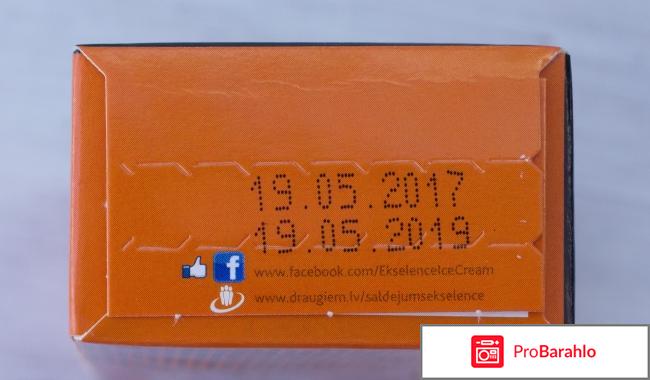 19.05.2017
19.05.2019
www.facebook.com/EkselenceIceCream
www.draugiem.lv/saldejumsekselence
ProBarahlo